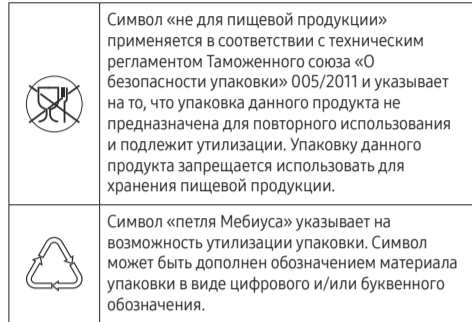 Символ «не для пищевой продукции»
применяется в соответствии с техническим
регламентом Таможенного союза «О
безопасности упаковки» 005/2011 и указывает
на то, что упаковка данного продукта не
предназначена для повторного использования
и подлежит утилизации. Упаковку данного
продукта запрещается использовать для
хранения пищевой продукции.
Символ «петля Мебиуса» указывает на
возможность утилизации упаковки. Символ
может быть дополнен обозначением материала
упаковки в виде цифрового и/или буквенного
обозначения.